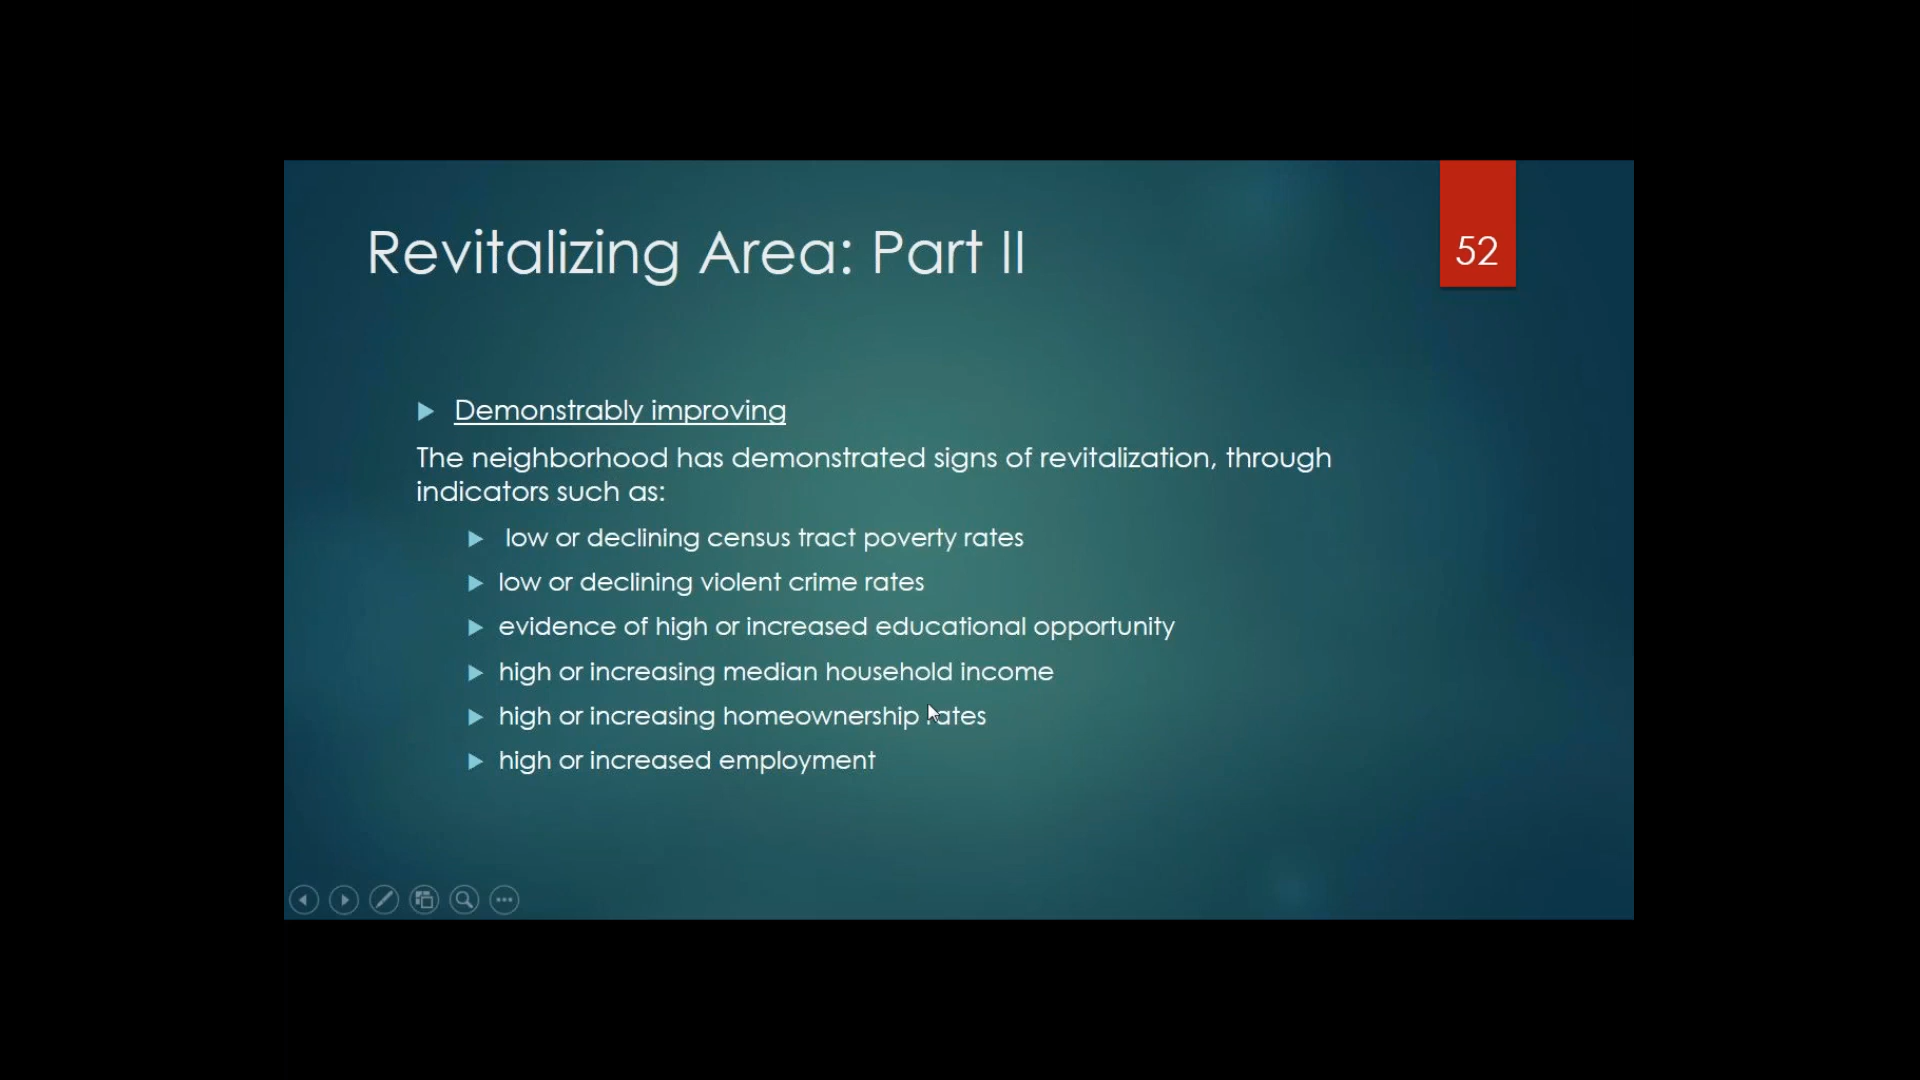 Revitalizing Area: Part II
52
Demonstrably improving
The neighborhood has demonstrated signs of revitalization, through
indicators such as:
low or declining census tract poverty rates
low or declining violent crime rates
evidence of high or increased educational opportunity
high or increasing median household income
high or increasing homeownership rates
high or increased employment